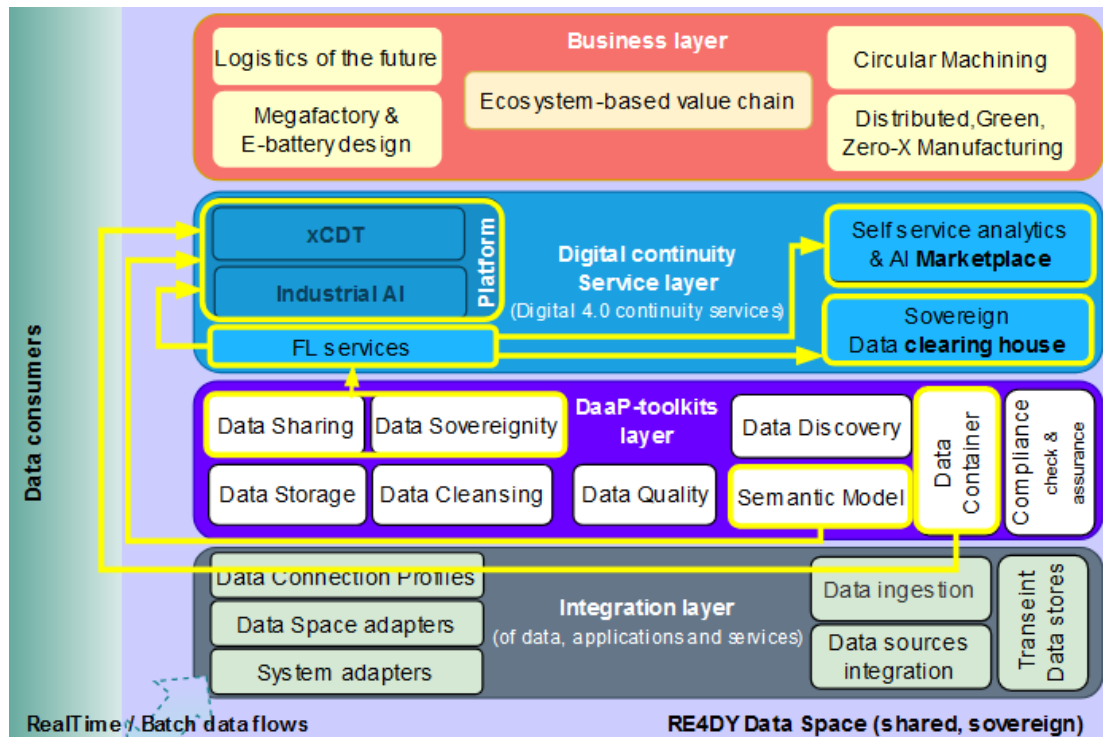 Business layer
Logistics of the future
Megafactory &
E-battery design
Ecosystem-based value chain
Circular Machining
Distributed,Green,
Zero-X Manufacturing
xCDT
Industrial AI
Platform
FL services
Digital continuity
Service layer
(Digital 4.0 continuity services)
Self service analytics
& AI Marketplace
Sovereign
Data clearing house
Data consumers
Data Sharing
Data Sovereignity
DaaP-toolkits
layer
Data Discovery
Data Storage
Data Cleansing
Data Quality
Semantic Model
Data
Container
Compliance
check &
assurance
Data Connection Profiles
Data Space adapters
System adapters
Integration layer
(of data, applications and services)
Data ingestion
Data sources
integration
Transeint
Data stores
RealTime / Batch data flows
RE4DY Data Space (shared, sovereign)